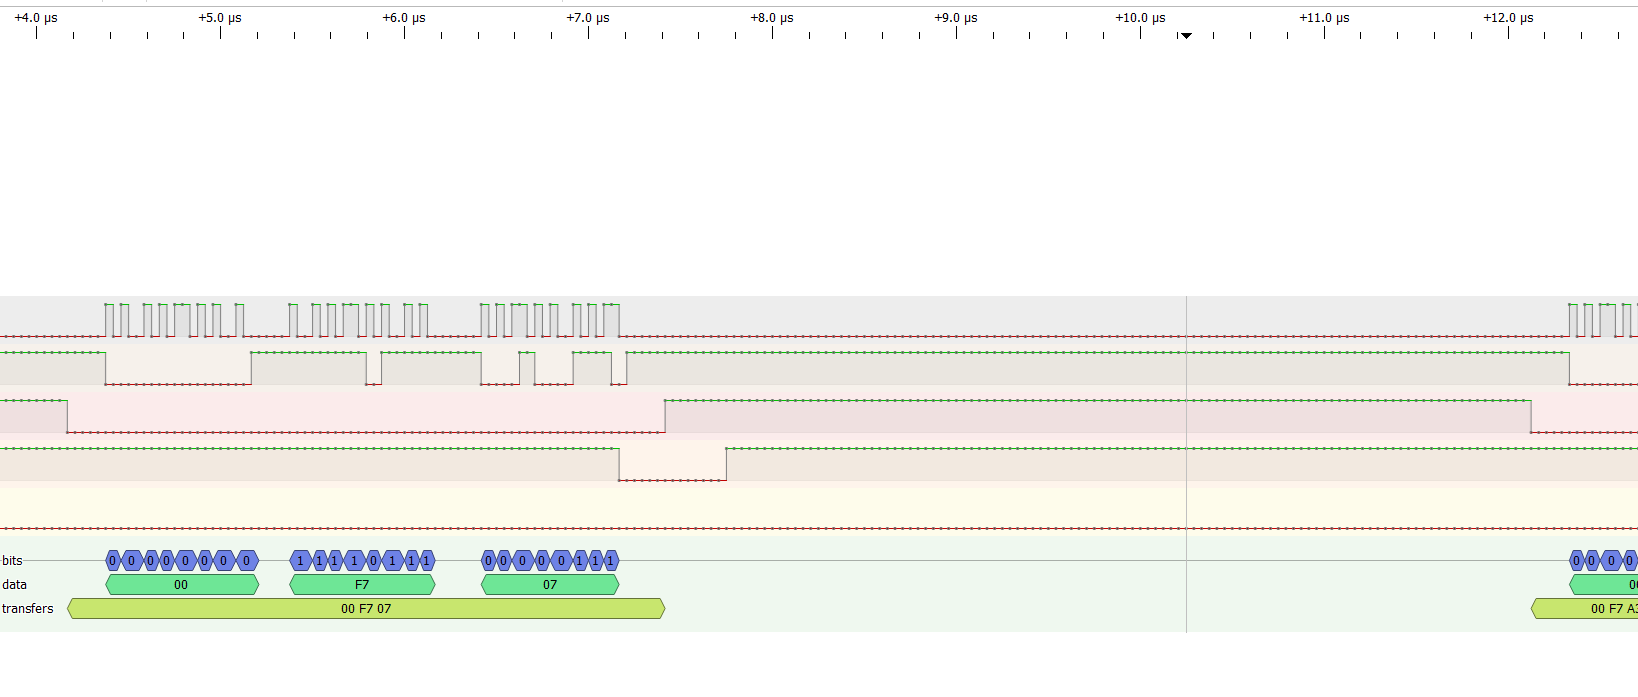 +4.0 µs +5.0 µs +6.0 µs +7.0 µs +8.0 µs +9.0 µs +10.0 µs +11.0 µs +12.0 µs
bits 0 0 0 0 0 0 0 0 1 1 1 1 0 1 1 1 0 0 0 0 0 1 1 1 0 0 0 0
data 00 F7 07
transfers 00 F7 07 00 F7 A3